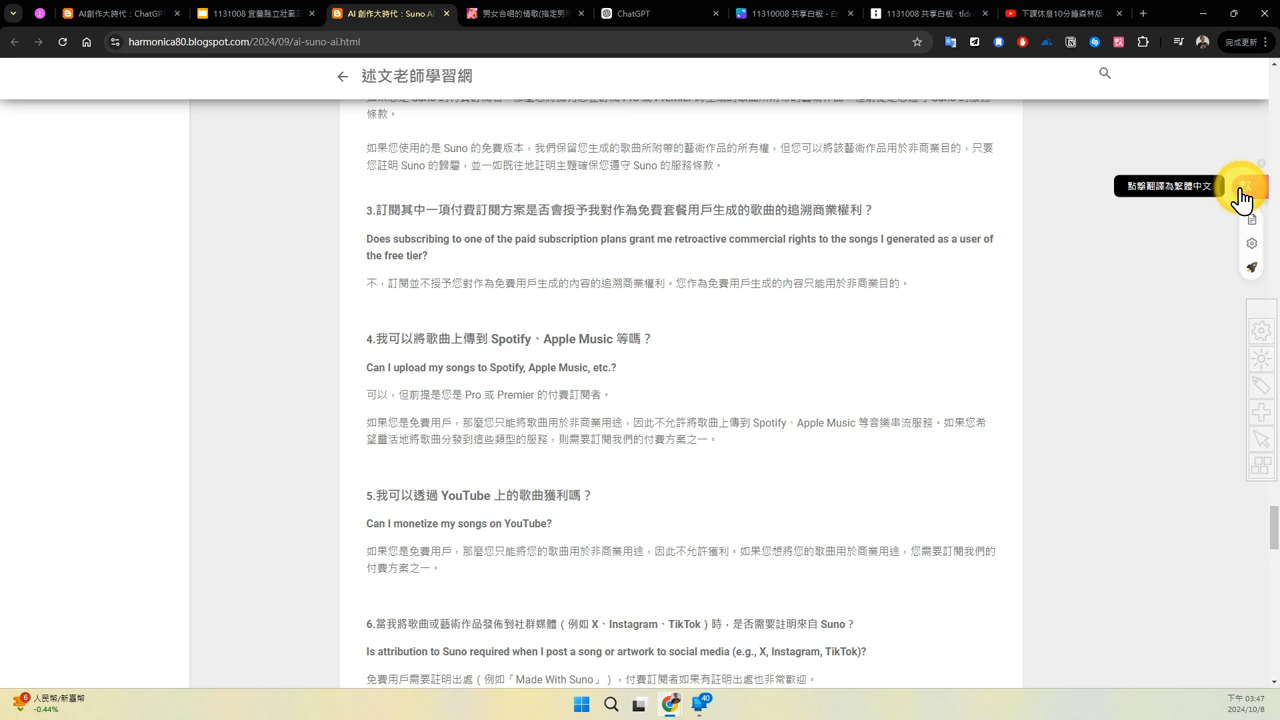 AI創作大時代：ChatGPT
1131008 宜蘭縣立壯圍
AI 創作大時代：Suno AI
男女合唱的情歌(指定男
ChatGPT
11310008 共享白板 - 白
1131008 共享白板 - tldr
下課休息10分鐘森林版
harmonica80.blogspot.com/2024/09/ai-suno-ai.html
完成更新
述文老師學習網
條款。
如果您使用的是 Suno 的免費版本，我們保留您生成的歌曲所附帶的藝術作品的所有權，但您可以將該藝術作品用於非商業目的，只要
您註明 Suno 的歸屬，並一如既往地註明主題確保您遵守 Suno 的服務條款。
點擊翻譯為繁體中文
3.訂閱其中一項付費訂閱方案是否會授予我對作為免費套餐用戶生成的歌曲的追溯商業權利？
Does subscribing to one of the paid subscription plans grant me retroactive commercial rights to the songs I generated as a user of
the free tier?
不，訂閱並不授予您對作為免費用戶生成的內容的追溯商業權利。您作為免費用戶生成的內容只能用於非商業目的。
4.我可以將歌曲上傳到 Spotify、Apple Music 等嗎？
Can I upload my songs to Spotify, Apple Music, etc.?
可以，但前提是您是 Pro 或 Premier 的付費訂閱者。
如果您是免費用戶，那麼您只能將歌曲用於非商業用途，因此不允許將歌曲上傳到 Spotify、Apple Music 等音樂串流服務。如果您希
望靈活地將歌曲分發到這些類型的服務，則需要訂閱我們的付費方案之一。
5.我可以透過 YouTube 上的歌曲獲利嗎？
Can I monetize my songs on YouTube?
如果您是免費用戶，那麼您只能將您的歌曲用於非商業用途，因此不允許獲利。如果您想將您的歌曲用於商業用途，您需要訂閱我們的
付費方案之一。
6.當我將歌曲或藝術作品發佈到社群媒體（例如 X、Instagram、TikTok）時，是否需要註明來自 Suno？
Is attribution to Suno required when I post a song or artwork to social media (e.g., X, Instagram, TikTok)?
免費用戶需要註明出處（例如「Made With Suno」），付費訂閱者如果有註明出處也非常歡迎。
6
人民幣/新臺幣
-0.44%
40
下午 03:47
2024/10/8